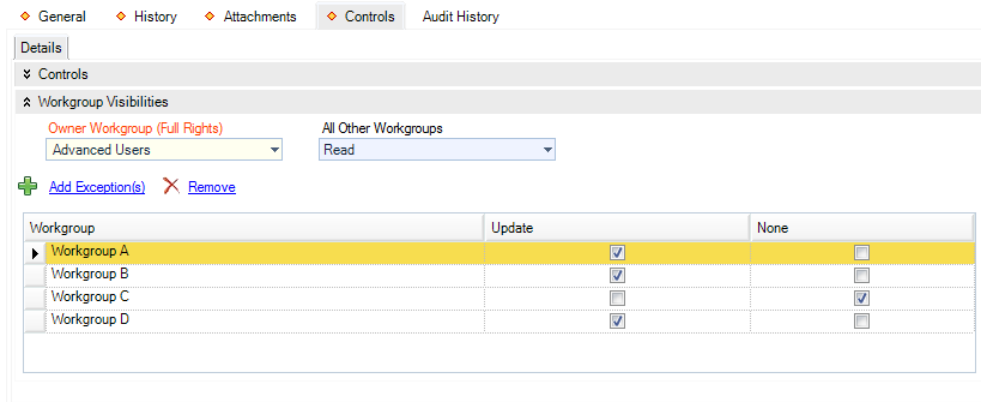 General History Attachments Controls Audit History
Details
Controls
Workgroup Visibilities
Owner Workgroup (Full Rights) All Other Workgroups
Advanced Users Read
Add Exception(s) Remove
Workgroup Update None
Workgroup A
Workgroup B
Workgroup C
Workgroup D